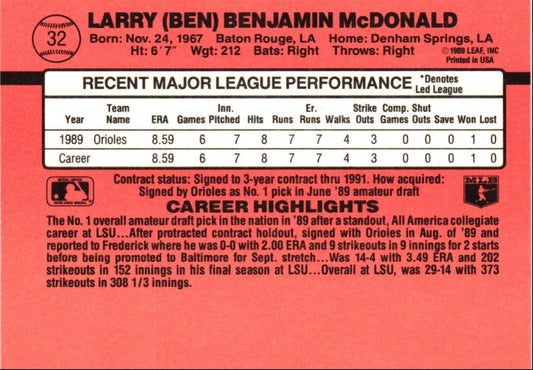 32
LARRY (BEN) BENJAMIN McDONALD
Born: Nov. 24, 1967 Baton Rouge, LA Home: Denham Springs, LA
Ht: 6' 7" Wgt: 212 Bats: Right Throws: Right
©1989 LEAF, INC
Printed in USA
RECENT MAJOR LEAGUE PERFORMANCE *Denotes Led League
Year Team Name ERA Games Inn. Pitched Hits Runs Er. Runs Walks Strike Outs Comp. Games Shut Outs Save Won Lost
1989 Orioles 8.59 6 7 8 7 7 4 3 0 0 0 1 0
Career 8.59 6 7 8 7 7 4 3 0 0 0 1 0
Contract status: Signed to 3-year contract thru 1991. How acquired:
Signed by Orioles as No. 1 pick in June '89 amateur draft
MLB
CAREER HIGHLIGHTS
The No. 1 overall amateur draft pick in the nation in '89 after a standout, All America collegiate
career at LSU...After protracted contract holdout, signed with Orioles in Aug. of '89 and
reported to Frederick where he was 0-0 with 2.00 ERA and 9 strikeouts in 9 innings for 2 starts
before being promoted to Baltimore for Sept. stretch...Was 14-4 with 3.49 ERA and 202
strikeouts in 152 innings in his final season at LSU...Overall at LSU, was 29-14 with 373
strikeouts in 308 1/3 innings.